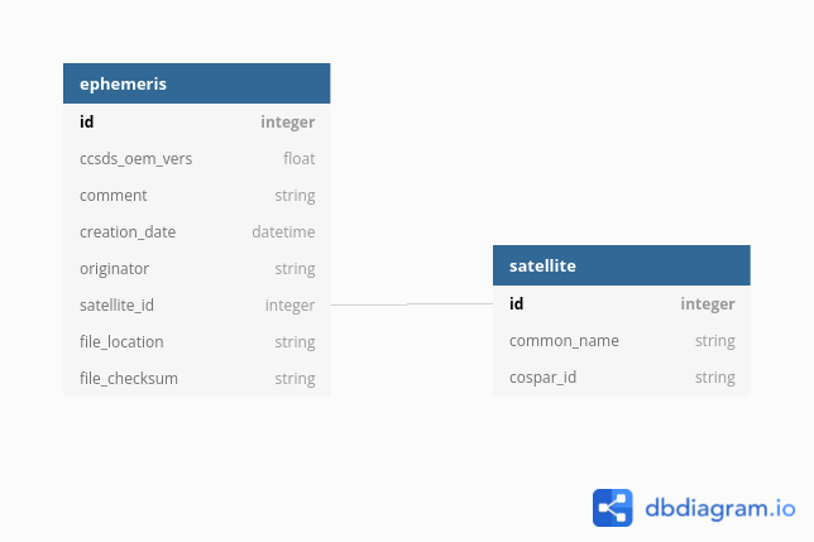 ephemeris
id integer
ccsds_oem_vers float
comment string
creation_date datetime
originator string
satellite_id integer
file_location string
file_checksum string
satellite
id integer
common_name string
cospar_id string
dbdiagram.io